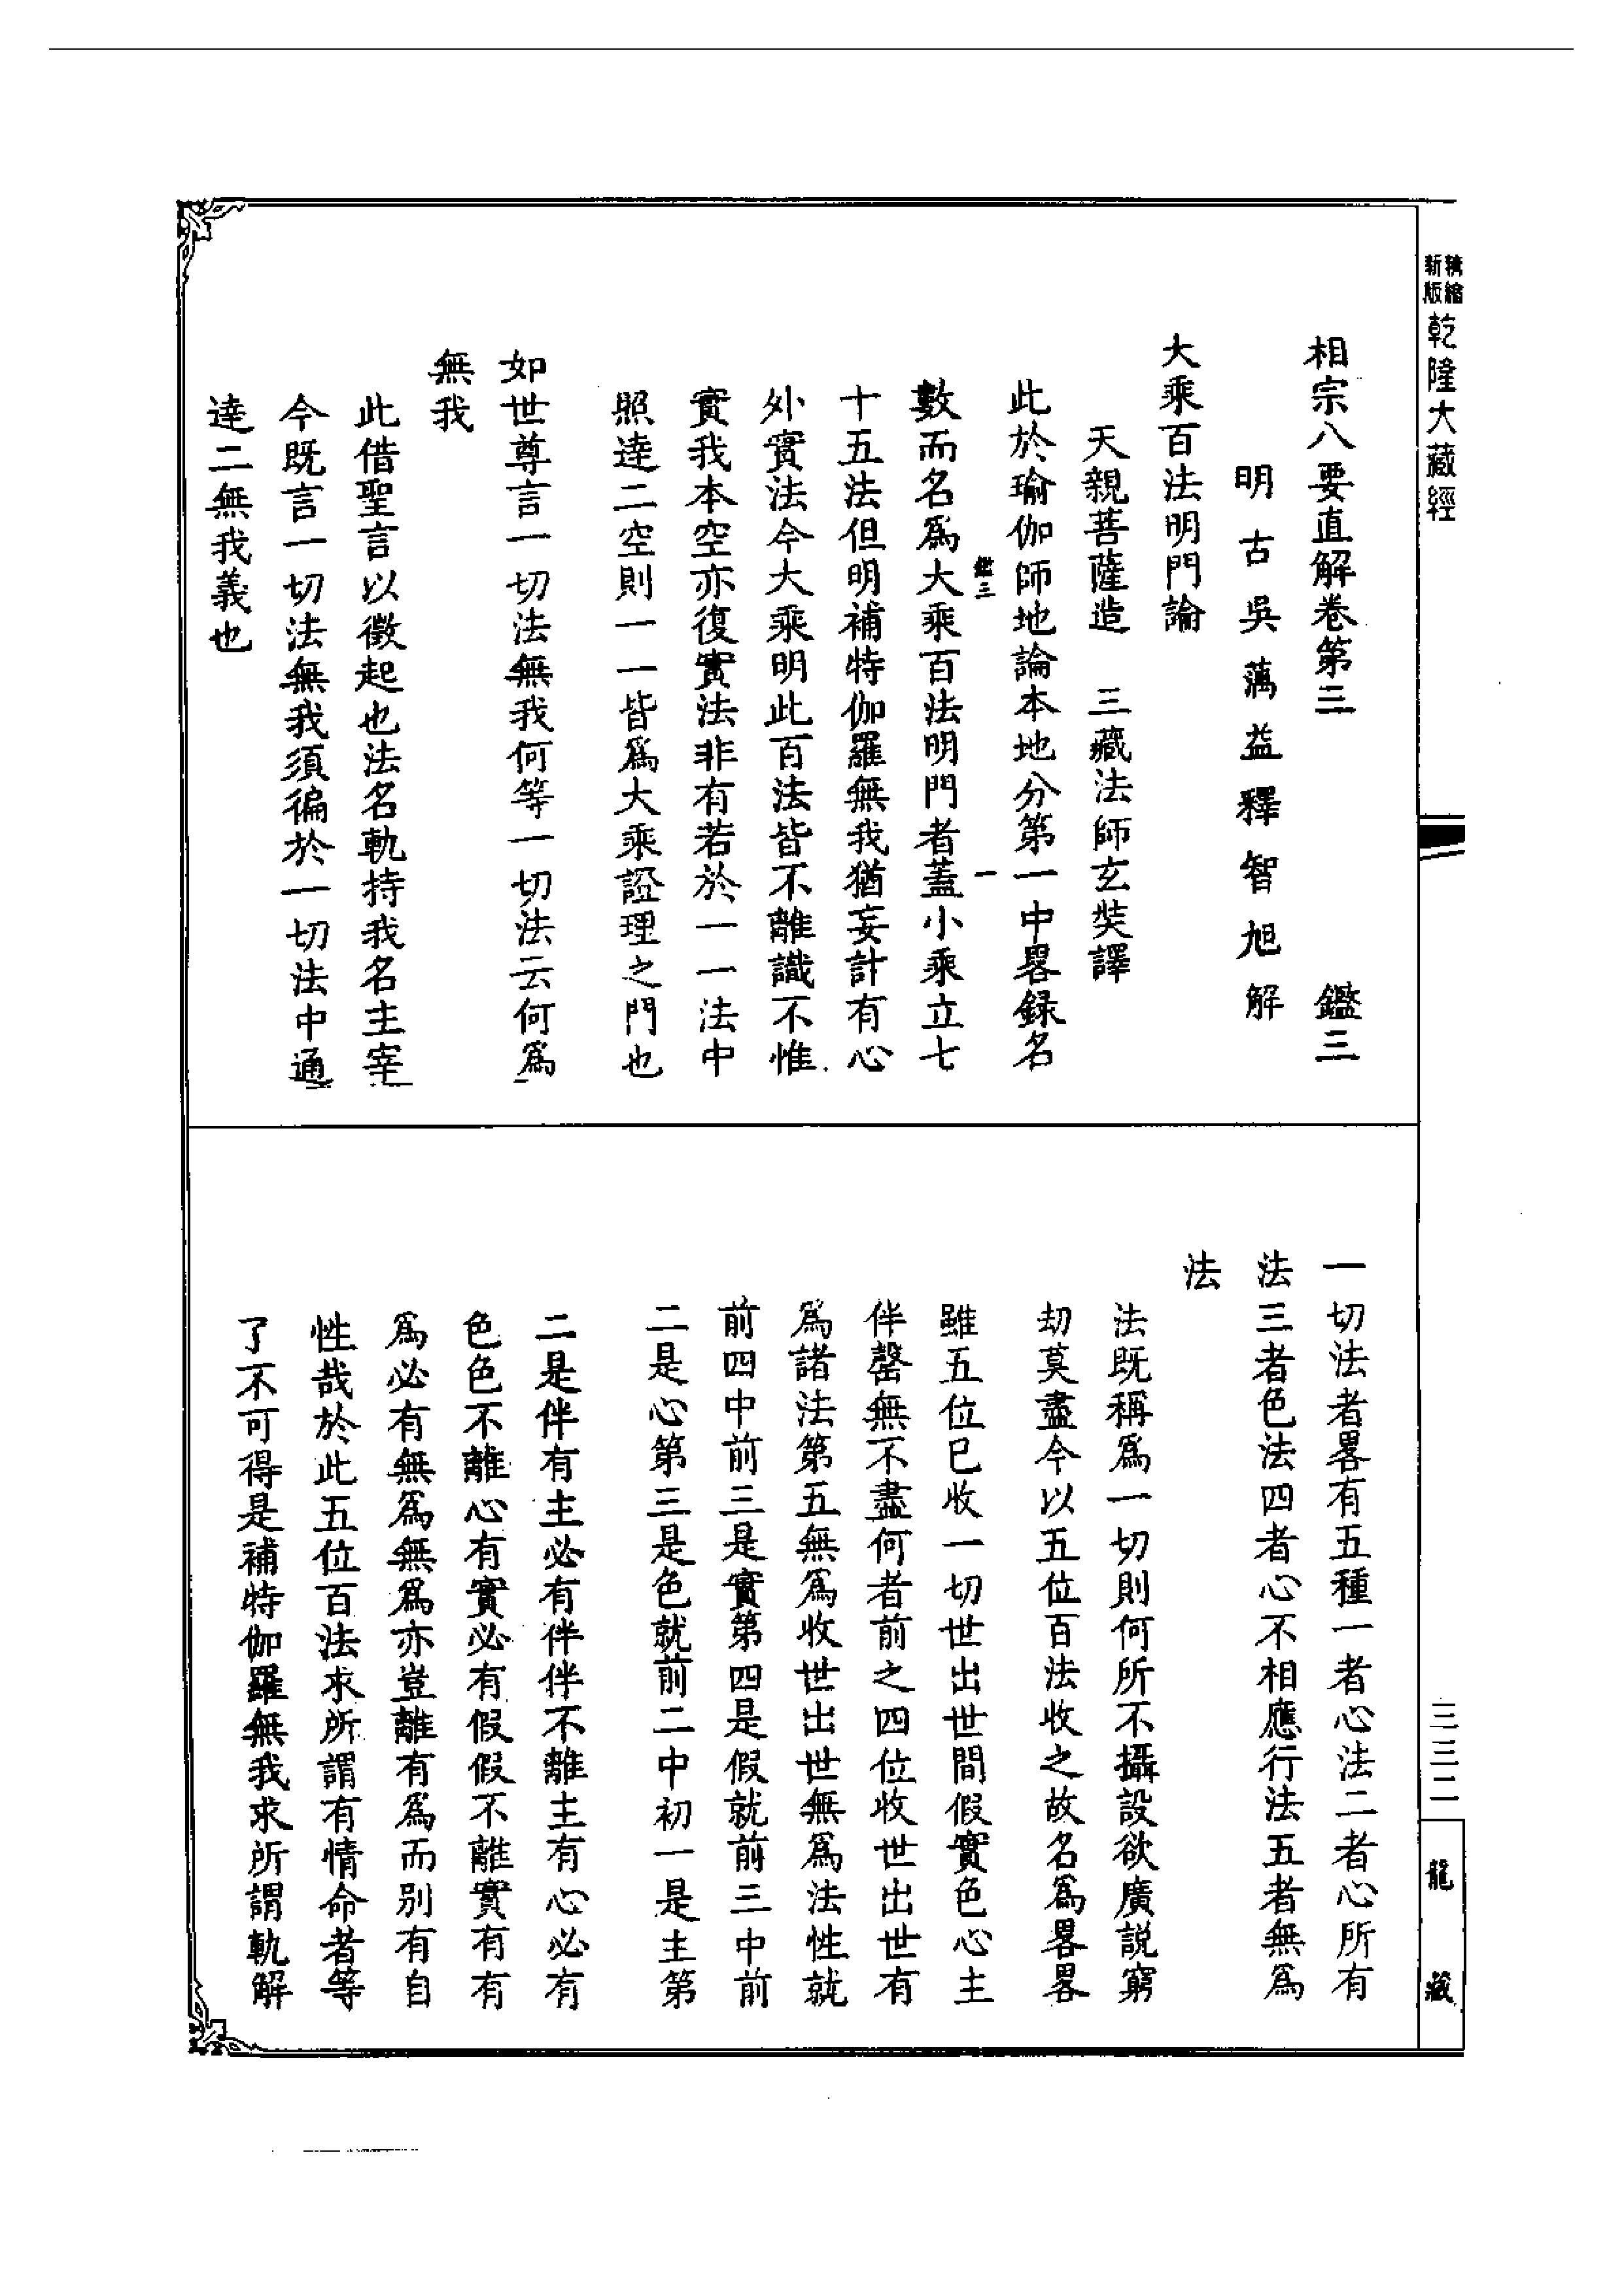 精縮新版乾隆大藏經
相宗八要直解卷第三　鑑三
明古吳蕅益釋智旭解
大乘百法明門論
天親菩薩造　三藏法師玄奘譯
此於瑜伽師地論本地分第一中畧録名
鑑三　一
數而名爲大乘百法明門者蓋小乘立七
十五法但明補特伽羅無我猶妄計有心
外實法今大乘明此百法皆不離識不惟
實我本空亦復實法非有若於一一法中
照達二空則一一皆爲大乘證理之門也
如世尊言一切法無我何等一切法云何爲
無我
此借聖言以徵起也法名軌持我名主宰
今既言一切法無我須徧於一切法中通
達二無我義也
一切法者畧有五種一者心法二者心所有
法三者色法四者心不相應行法五者無爲
法
法既稱爲一切則何所不攝設欲廣説窮
劫莫盡今以五位百法收之故名爲畧畧
雖五位已收一切世出世間假實色心主
伴罄無不盡何者前之四位收世出世有
爲諸法第五無爲收世出世無爲法性就
前四中前三是實第四是假就前三中前
二是心第三是色就前二中初一是主第
二是伴有主必有伴伴不離主有心必有
色色不離心有實必有假假不離實有有
爲必有無爲無爲亦豈離有爲而別有自
性哉於此五位百法求所謂有情命者等
了不可得是補特伽羅無我求所謂軌解
三三二
龍藏